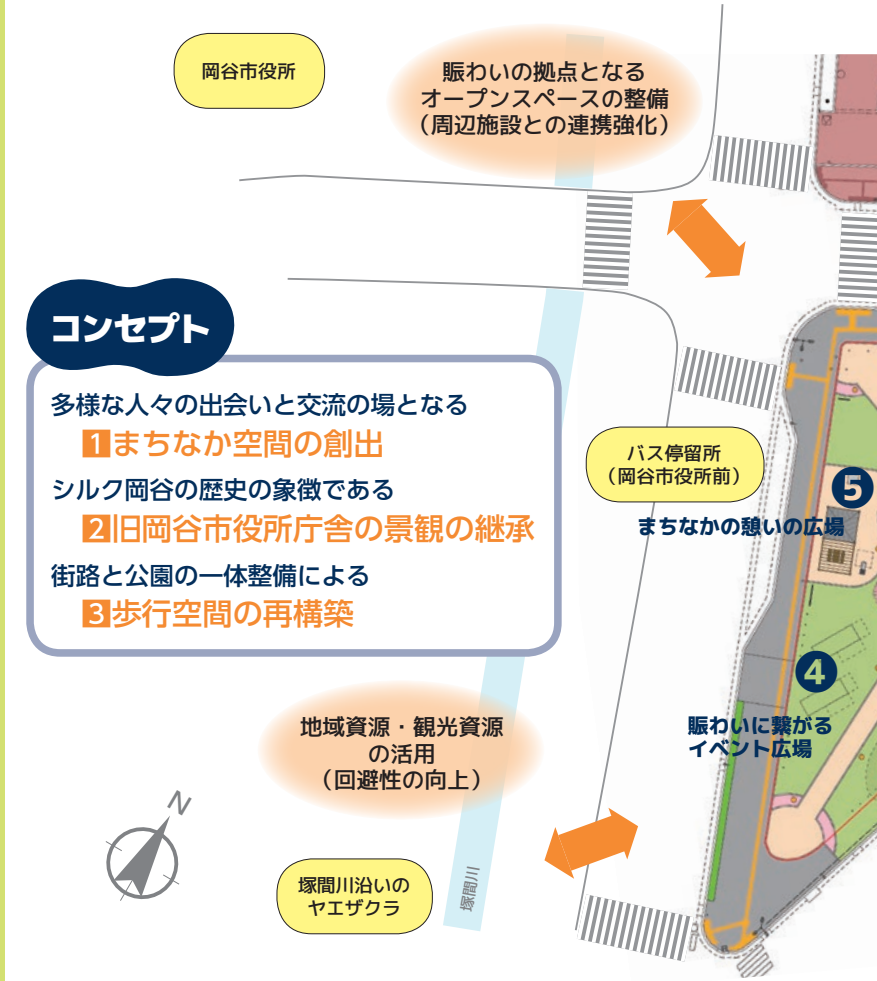 岡谷市役所
賑わいの拠点となる
オープンスペースの整備
（周辺施設との連携強化）
コンセプト
多様な人々の出会いと交流の場となる
1まちなか空間の創出
シルク岡谷の歴史の象徴である
2旧岡谷市役所庁舎の景観の継承
街路と公園の一体整備による
3歩行空間の再構築
バス停留所
（岡谷市役所前）
5
まちなかの憩いの広場
4
賑わいに繋がる
イベント広場
地域資源・観光資源
の活用
（回避性の向上）
N
塚間川沿いの
ヤエザクラ
塚間川